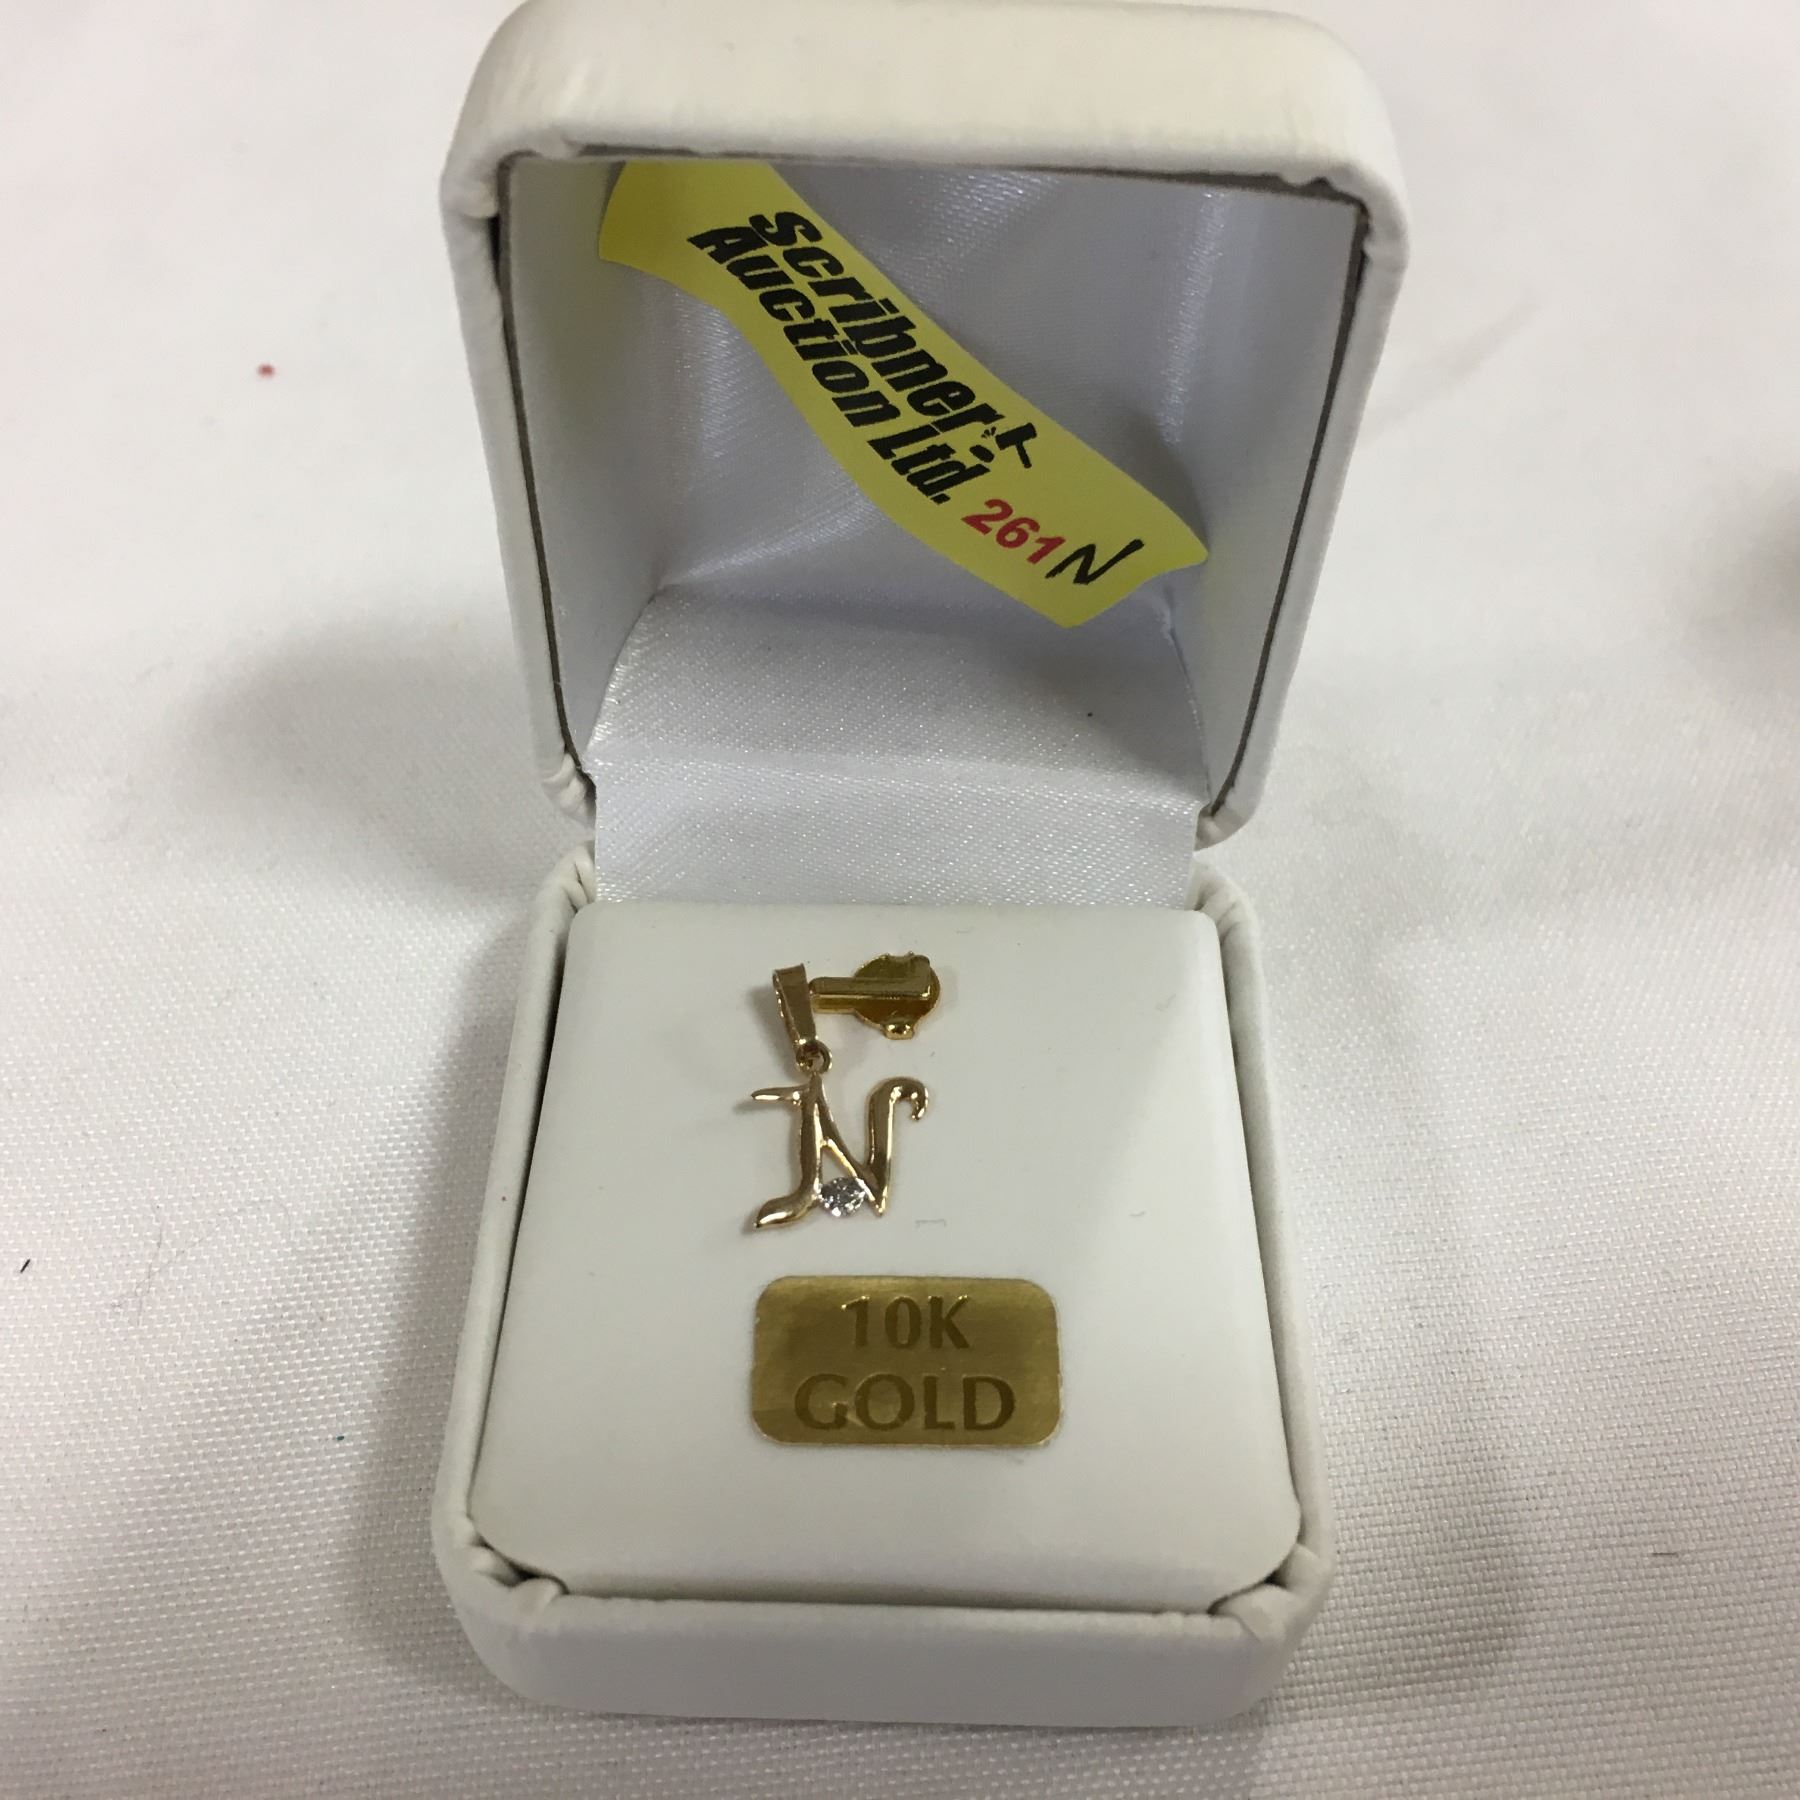 Scribner
Auction Ltd. 261N
N
10K
GOLD